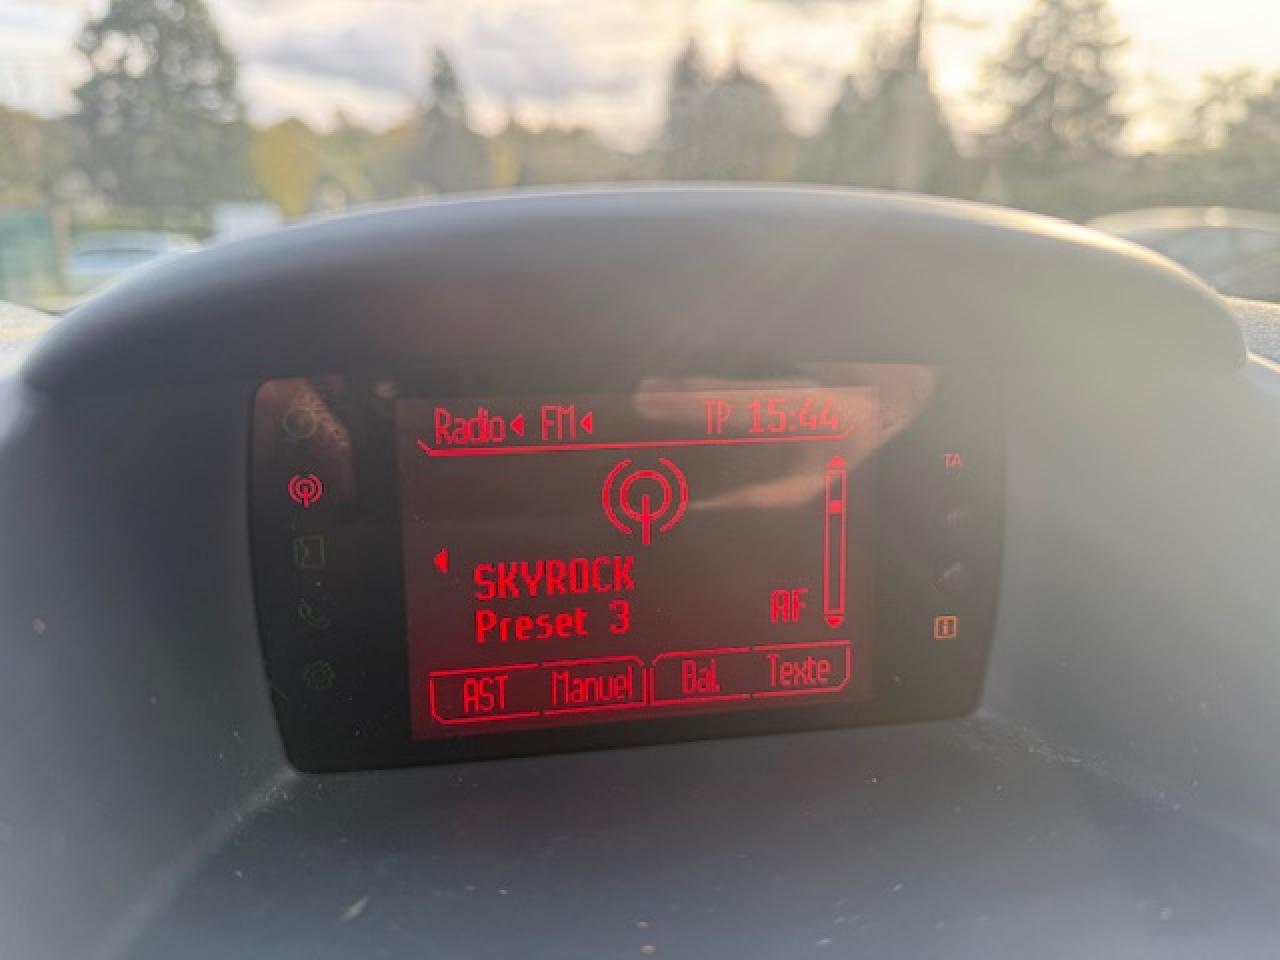 Radio FM TP 15:44
TA
SKYROCK
Preset 3
AF
i
AST Manuel Bal. Texte